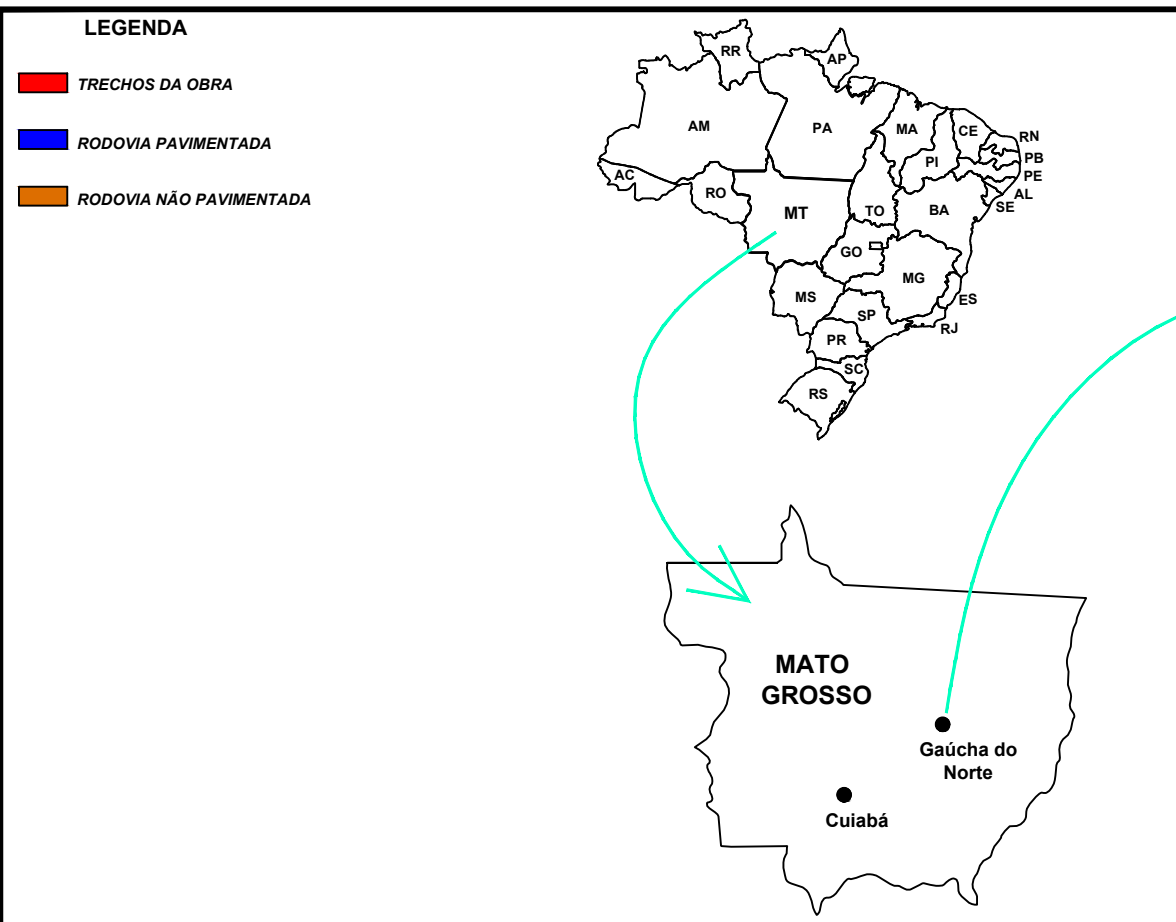 LEGENDA
TRECHOS DA OBRA
RODOVIA PAVIMENTADA
RODOVIA NÃO PAVIMENTADA
RR
AP
AM
PA
MA
CE
RN
PI
PB
PE
AC
RO
AL
SE
MT
TO
BA
GO
MG
MS
ES
SP
RJ
PR
SC
RS
MATO
GROSSO
Gaúcha do
Norte
Cuiabá